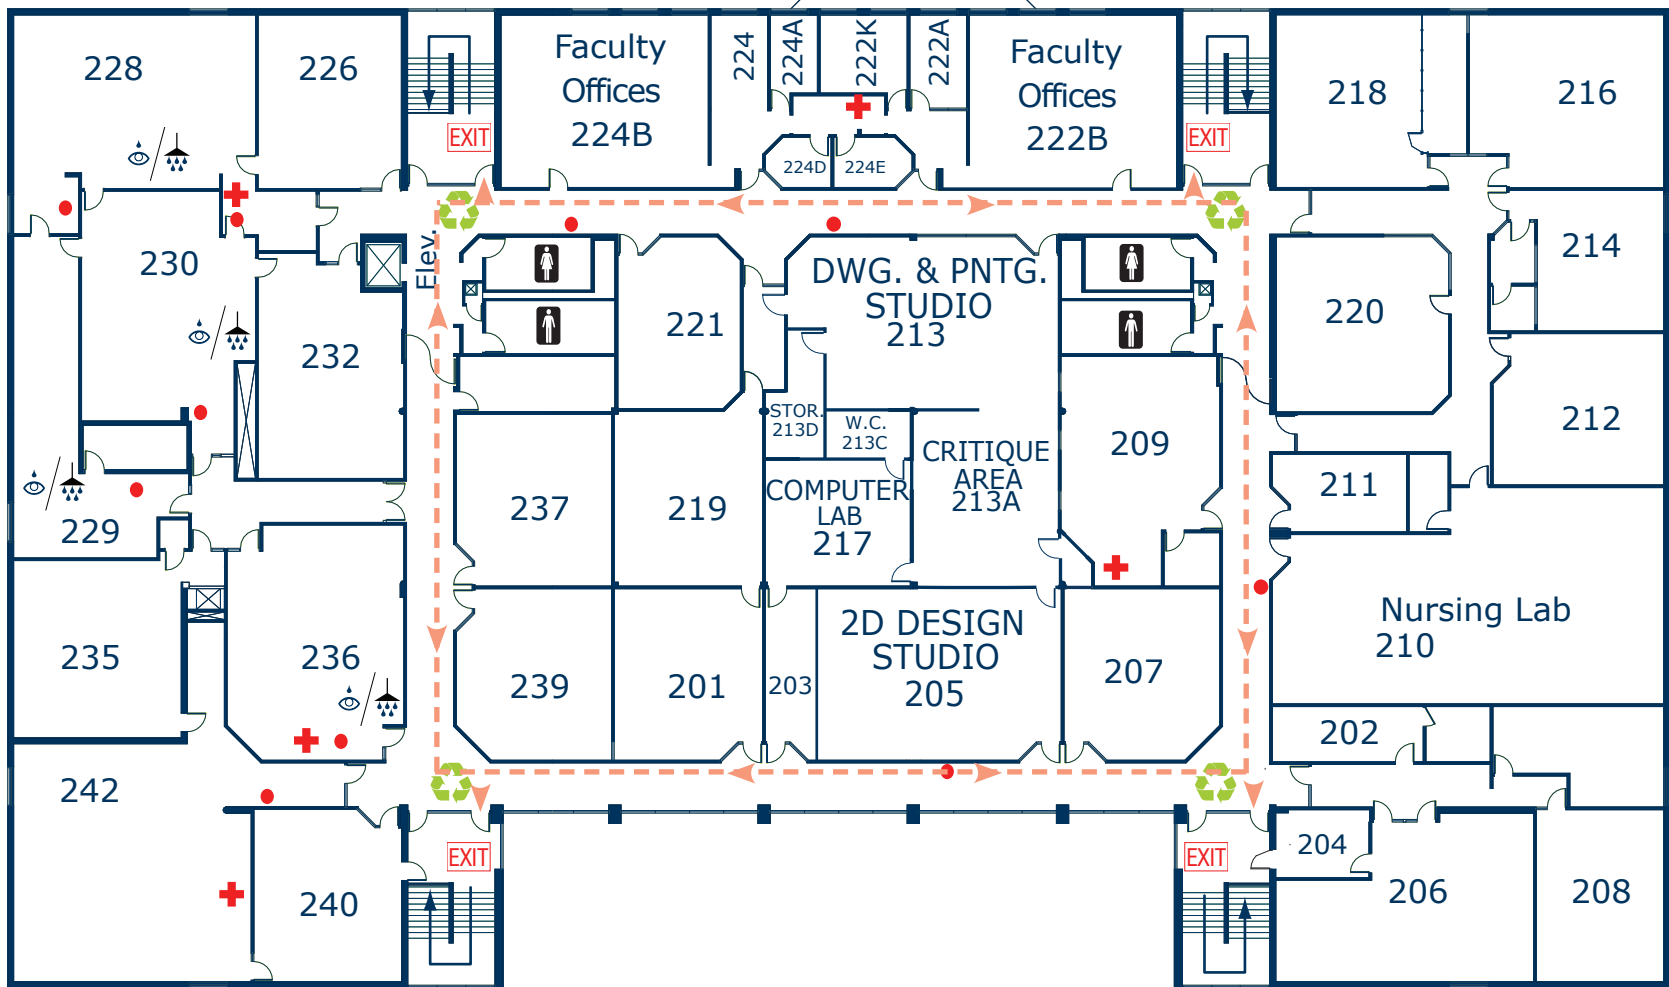 228
226
EXIT
Faculty
Offices
224B
224
224A
222K
222A
Faculty
Offices
222B
EXIT
218
216
224D
224E
230
Elev.
232
221
DWG. & PNTG.
STUDIO
213
220
214
212
STOR.
213D
W.C.
213C
CRITIQUE
AREA
213A
209
211
229
237
219
COMPUTER
LAB
217
235
236
239
201
203
2D DESIGN
STUDIO
205
207
Nursing Lab
210
202
242
240
EXIT
EXIT
204
206
208